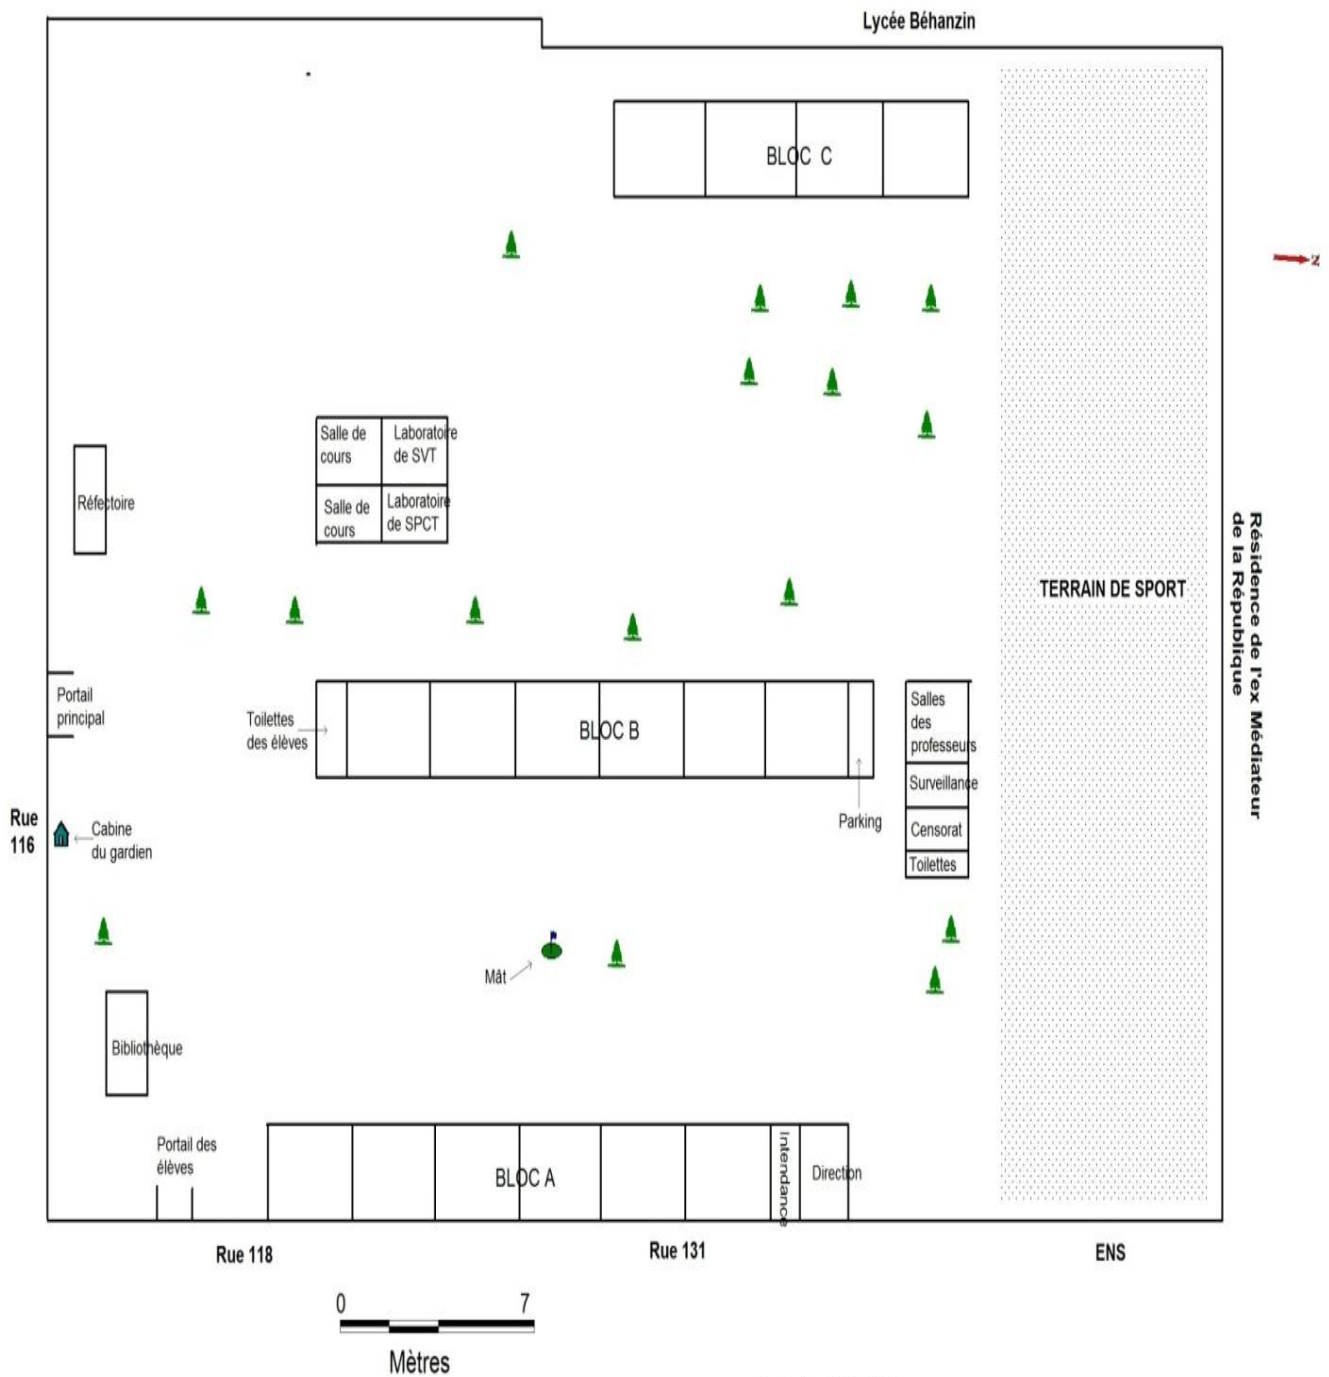 Lycée Béhanzin
BLOC C
N
Salle de
cours
Laboratoire
de SVT
Salle de
cours
Laboratoire
de SPCT
Réfectoire
Résidence de l'ex Médiateur
de la République
TERRAIN DE SPORT
Portail
principal
Toilettes
des élèves
BLOC B
Salles
des
professeurs
Surveillance
Censorat
Toilettes
Parking
Rue
116
Cabine
du gardien
Mât
Bibliothèque
Portail des
élèves
BLOC A
Intendance
Direction
Rue 118
Rue 131
ENS
0 7
Mètres